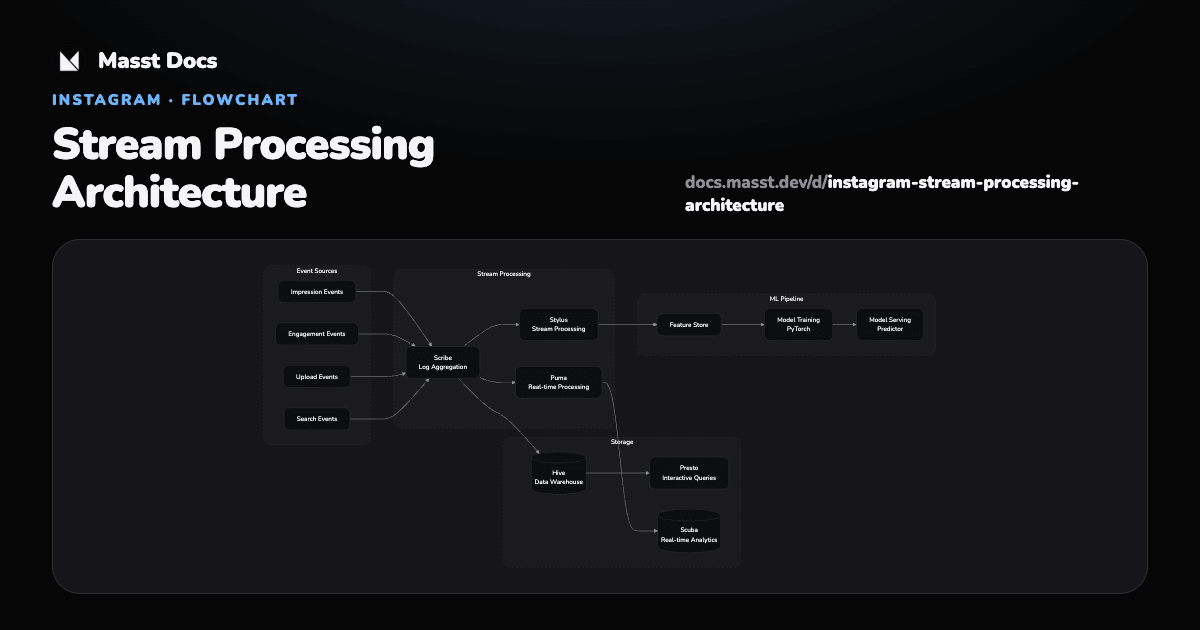 Masst Docs
INSTAGRAM · FLOWCHART
Stream Processing
Architecture
docs.masst.dev/d/instagram-stream-processing-
architecture
Event Sources
Impression Events
Engagement Events
Upload Events
Search Events
Stream Processing
Scribe
Log Aggregation
Stylus
Stream Processing
Puma
Real-time Processing
ML Pipeline
Feature Store
Model Training
PyTorch
Model Serving
Predictor
Storage
Hive
Data Warehouse
Presto
Interactive Queries
Scuba
Real-time Analytics